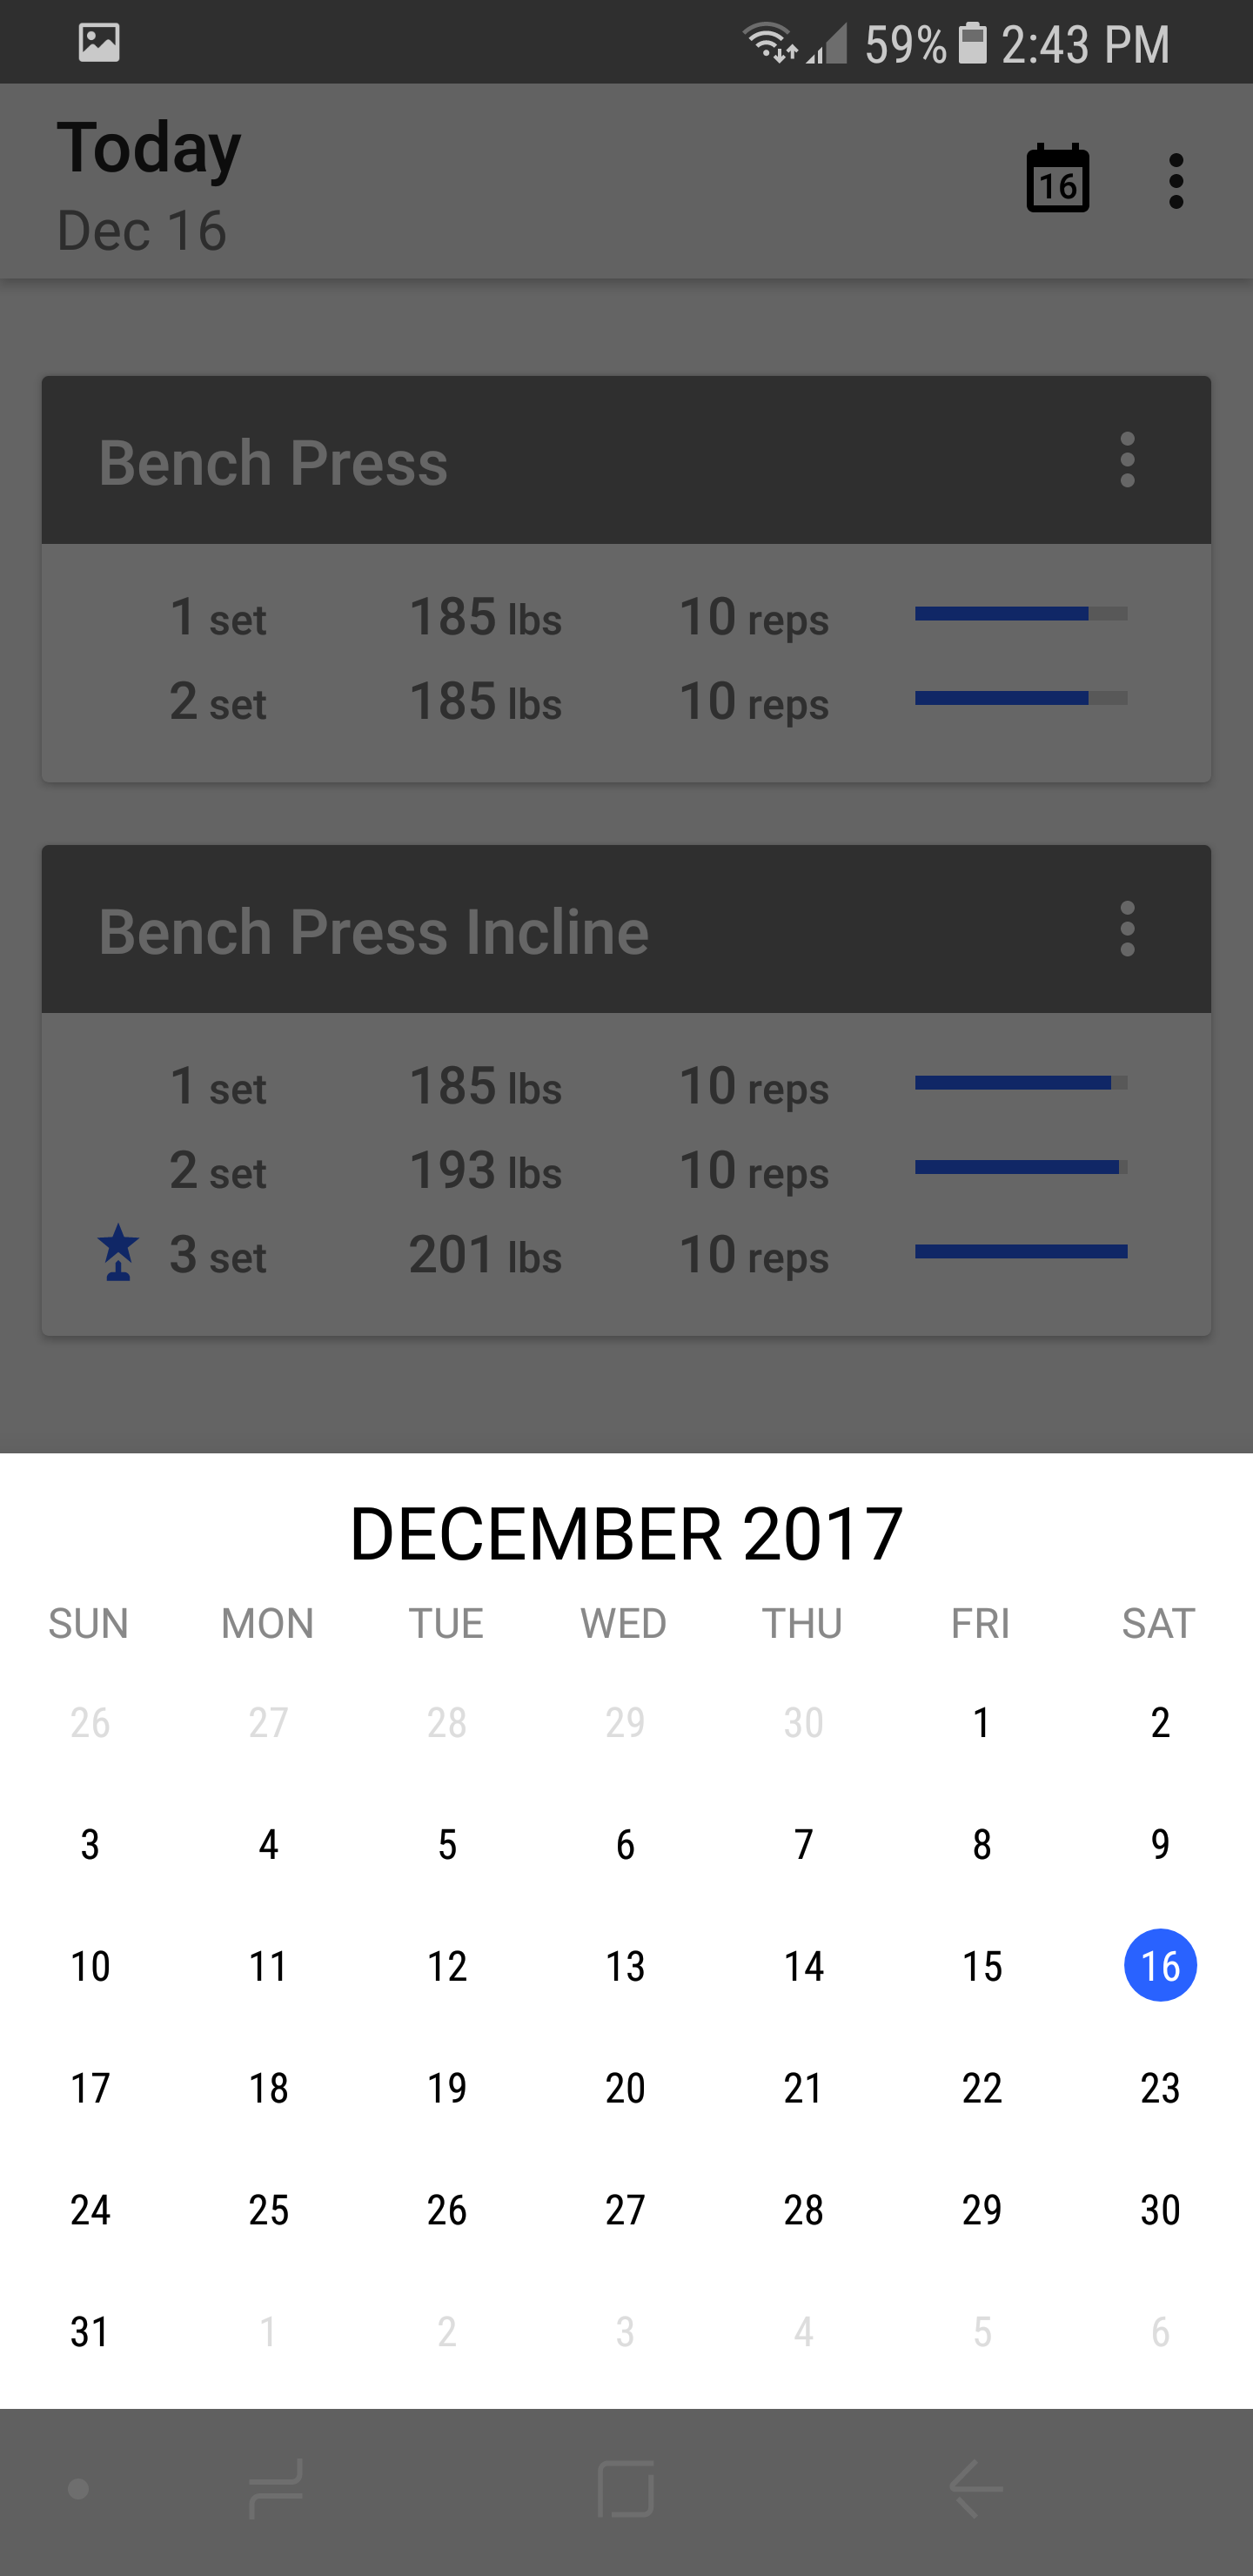 59% 2:43 PM
Today
Dec 16
16
Bench Press
1 set 185 lbs 10 reps
2 set 185 lbs 10 reps
Bench Press Incline
1 set 185 lbs 10 reps
2 set 193 lbs 10 reps
3 set 201 lbs 10 reps
DECEMBER 2017
SUN MON TUE WED THU FRI SAT
26 27 28 29 30 1 2
3 4 5 6 7 8 9
10 11 12 13 14 15 16
17 18 19 20 21 22 23
24 25 26 27 28 29 30
31 1 2 3 4 5 6